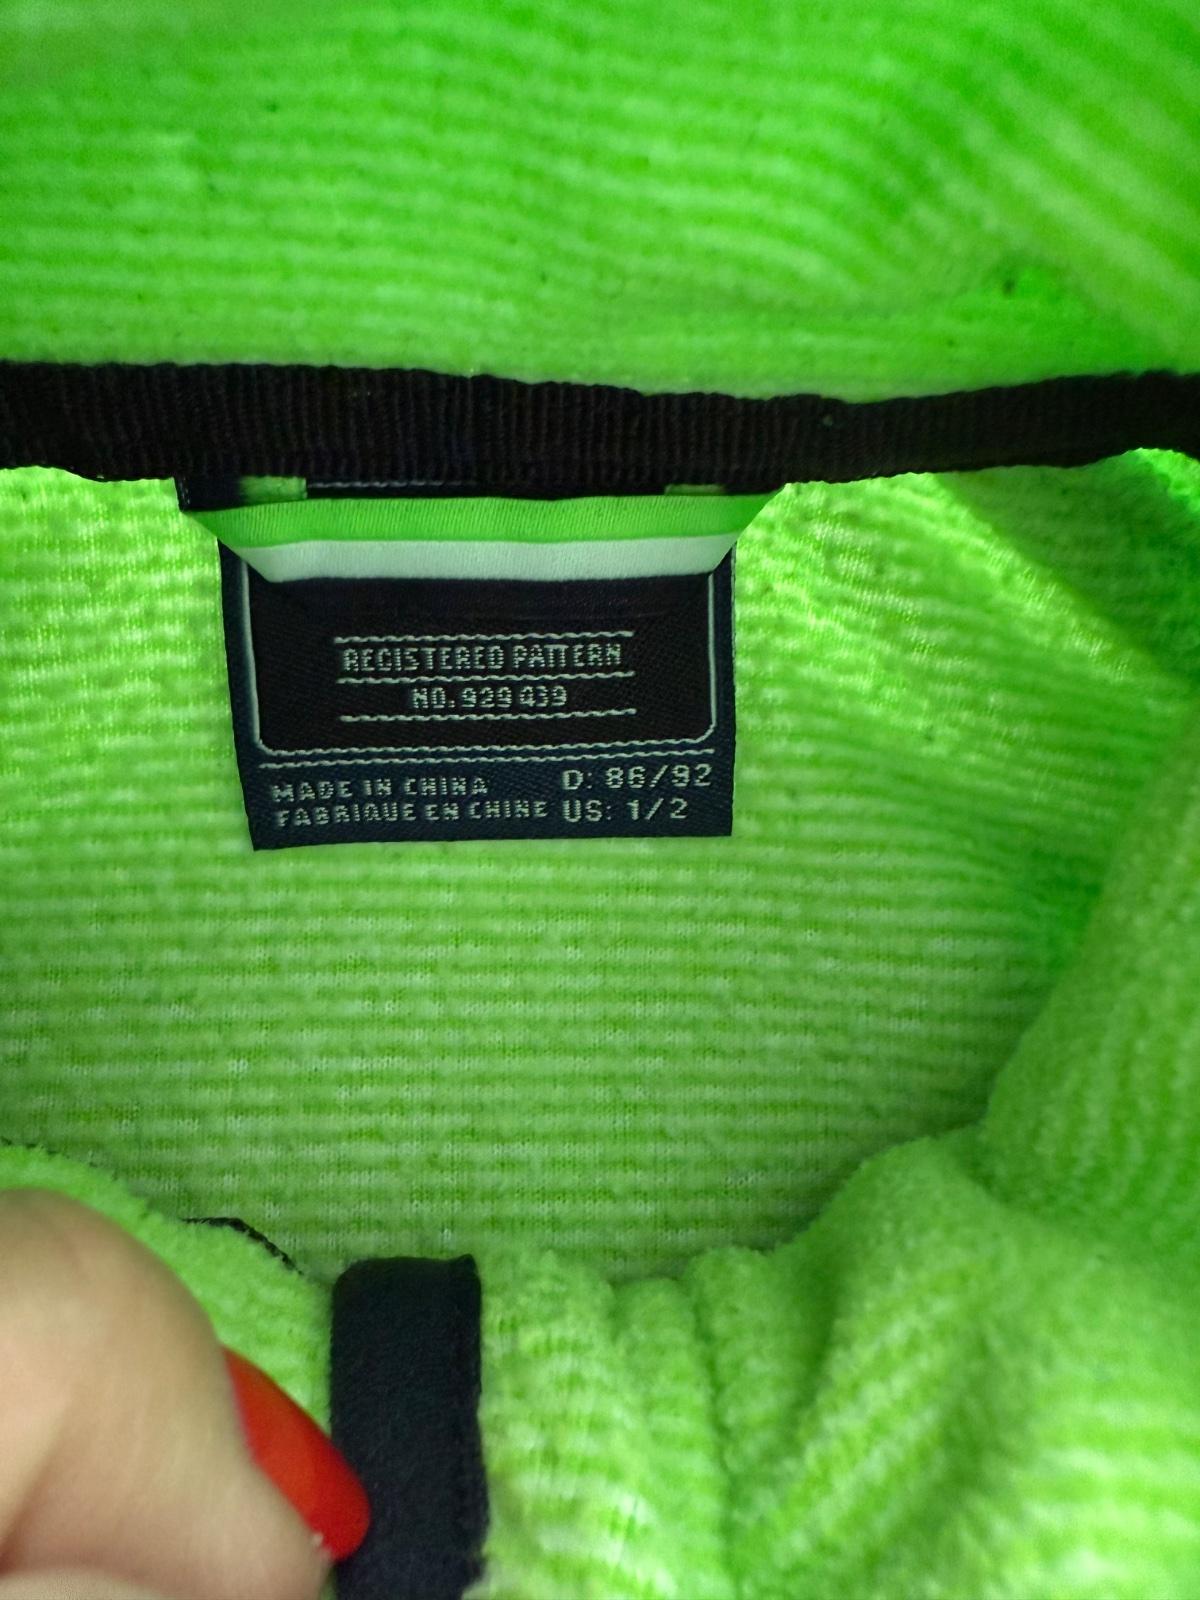 REGISTERED PATTERN
NO. 929 439
MADE IN CHINA
FABRIQUE EN CHINE
D: 86/92
US: 1/2